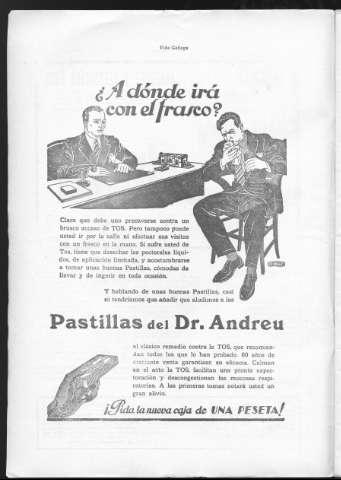 Vida Gallega
¿A dónde irá
con el frasco?
Claro que debe uno precaverse contra un
brusco acceso de TOS. Pero tampoco puede
usted ir por la calle ni efectuar sus visitas
con un frasco en la mano. Si sufre usted de
Tos, tiene que desechar los pectorales líqui-
dos, de aplicación limitada, y acostumbrarse
a tomar unas buenas Pastillas, cómodas de
llevar y de ingerir en toda ocasión.
Y hablando de unas buenas Pastillas, casi
ni tendríamos que añadir que aludimos a las
Pastillas del Dr. Andreu
el clásico remedio contra la TOS, que recomien-
dan todos los que lo han probado. 60 años de
creciente venta garantizan su eficacia. Calman
en el acto la TOS, facilitan una pronta expec-
toración y descongestionan las mucosas respi-
ratorias. A las primeras tomas notará usted un
gran alivio.
¡Pida la nueva caja de UNA PESETA!